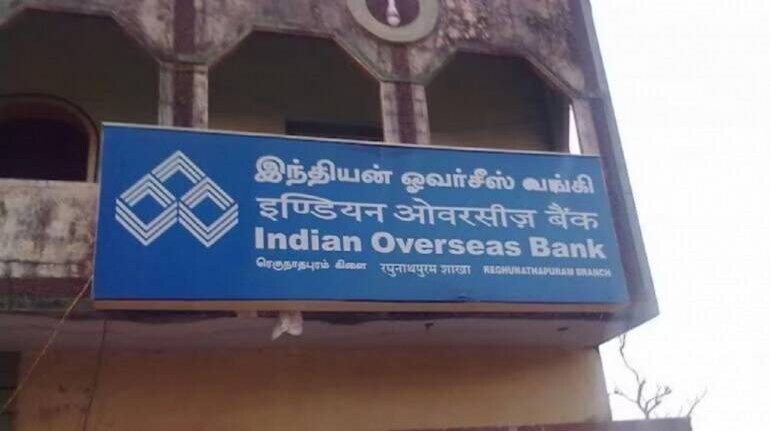 இந்தியன் ஓவர்சீஸ் வங்கி
इण्डियन ओवरसीज़ बैंक
Indian Overseas Bank
ரெகுநாதபுரம் கிளை रघुनाथपुरम शाखा REGHUNATHAPURAM BRANCH